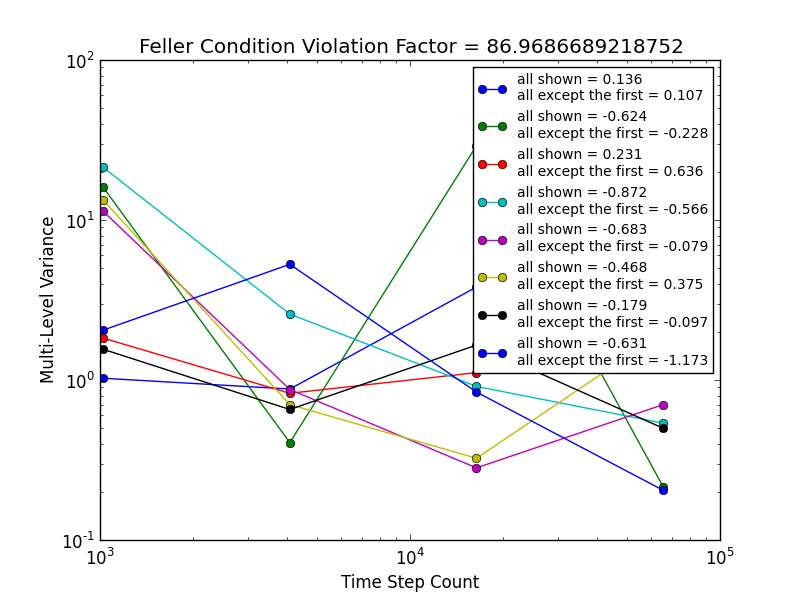 Feller Condition Violation Factor = 86.9686689218752
10^2
10^1
10^0
10^-1
Multi-Level Variance
all shown = 0.136
all except the first = 0.107
all shown = -0.624
all except the first = -0.228
all shown = 0.231
all except the first = 0.636
all shown = -0.872
all except the first = -0.566
all shown = -0.683
all except the first = -0.079
all shown = -0.468
all except the first = 0.375
all shown = -0.179
all except the first = -0.097
all shown = -0.631
all except the first = -1.173
10^3 10^4 10^5
Time Step Count